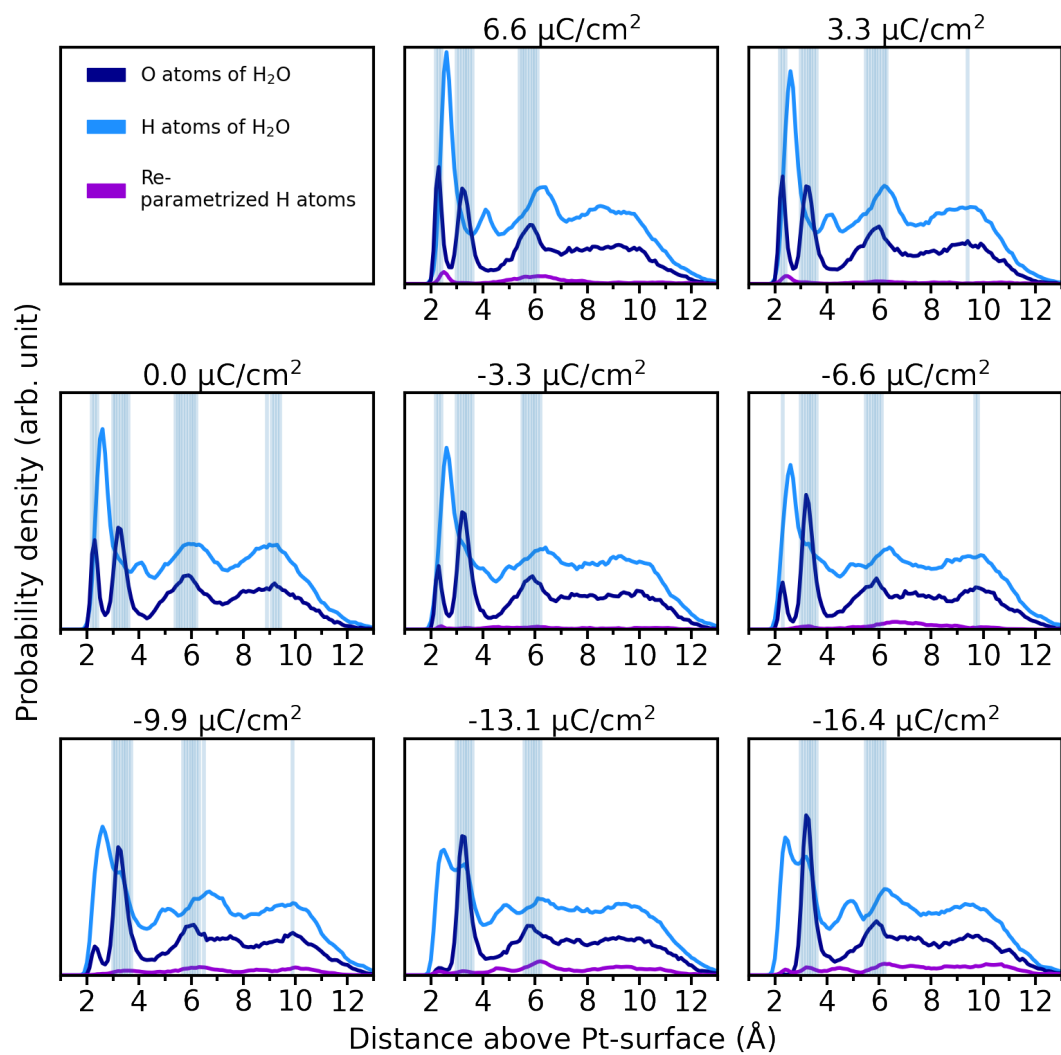 6.6 µC/cm²
3.3 µC/cm²
O atoms of H₂O
H atoms of H₂O
Re-
parametrized H atoms
2 4 6 8 10 12
2 4 6 8 10 12
Probability density (arb. unit)
0.0 µC/cm²
-3.3 µC/cm²
-6.6 µC/cm²
2 4 6 8 10 12
2 4 6 8 10 12
2 4 6 8 10 12
-9.9 µC/cm²
-13.1 µC/cm²
-16.4 µC/cm²
2 4 6 8 10 12
2 4 6 8 10 12
2 4 6 8 10 12
Distance above Pt-surface (Å)